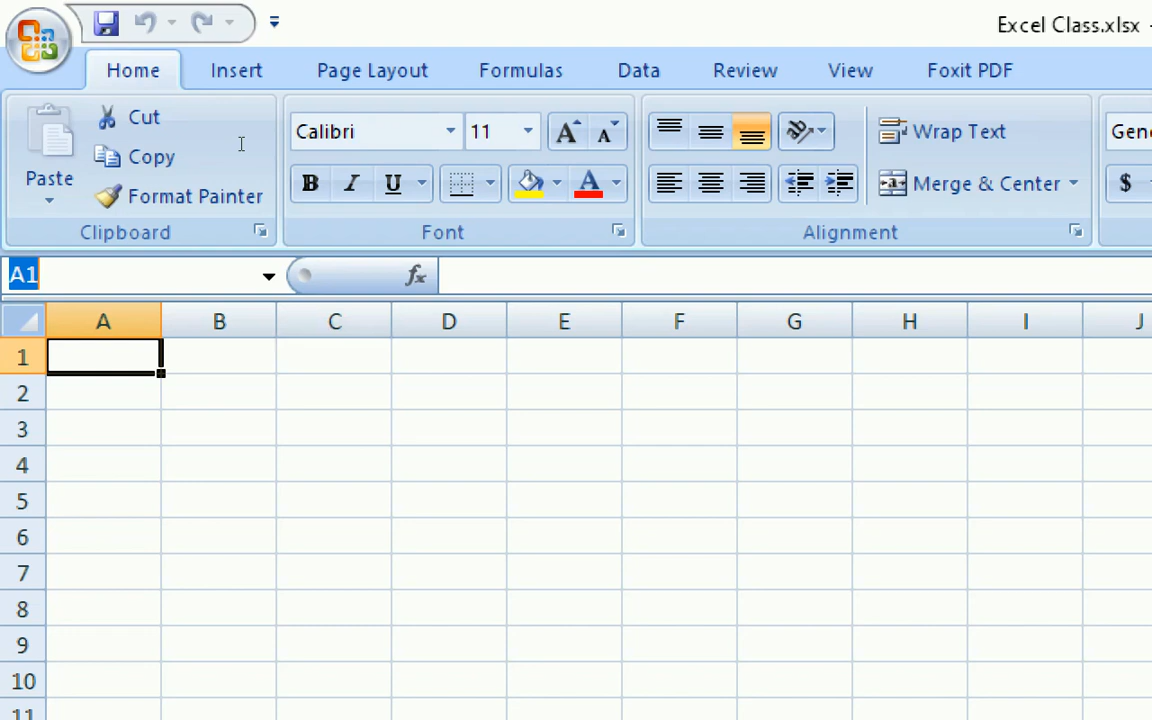 Excel Class.xlsx -
Home Insert Page Layout Formulas Data Review View Foxit PDF
Paste
Cut
Copy
Format Painter
Clipboard
Calibri 11
B I U A
Font
Wrap Text
Merge & Center
Alignment
$
A1 fx
A B C D E F G H I J
1
2
3
4
5
6
7
8
9
10
11